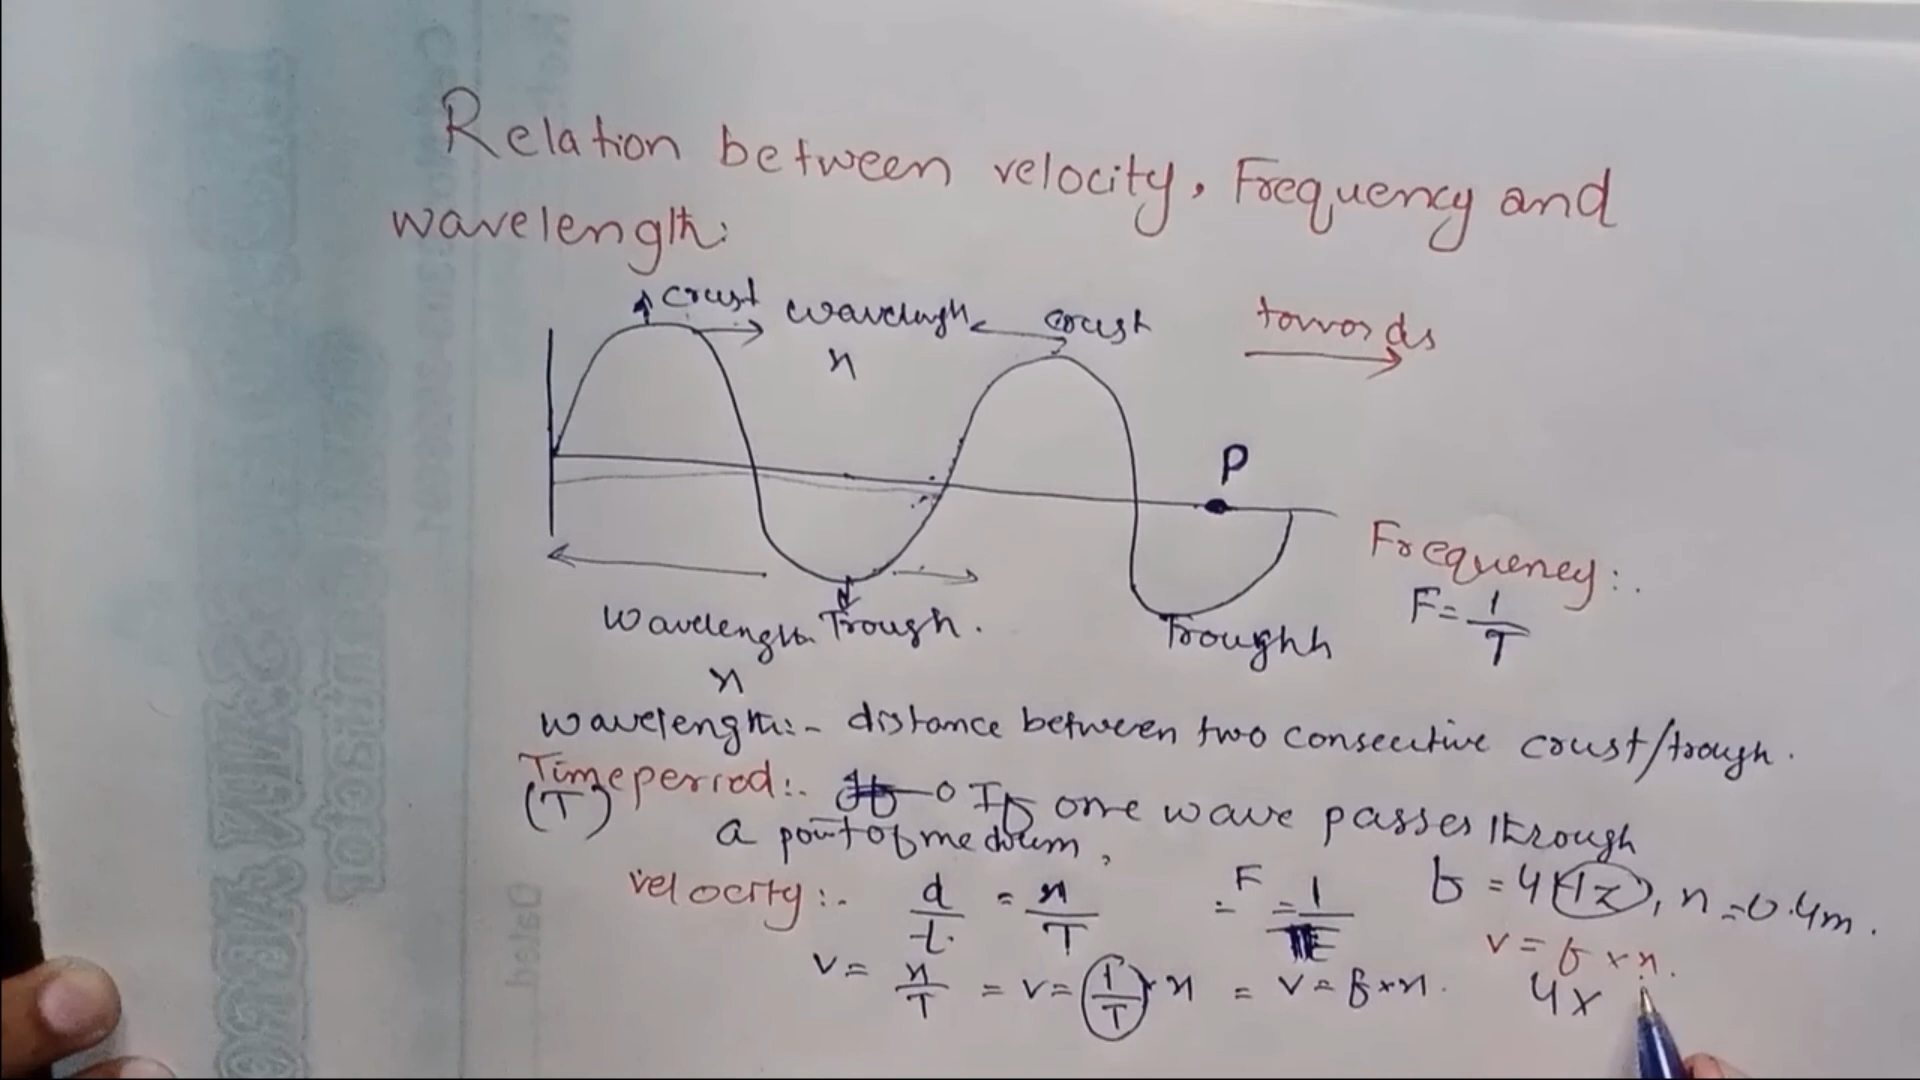 Relation between velocity, Frequency and
wavelength:
crust wavelength crust
towords
λ
P
Frequency:.
F = 1/T
wavelength Trough.
Troughh
λ
wavelength:- distance between two consecutive crust/trough.
Timeperiod:- If one wave passes through
(T)
a point of medium,
velocity:- d/t = λ/T = F = 1/T
f = 4Hz, λ = 0.4m.
v = f × λ.
v = λ/T = v = (1/T) × λ = v = f × λ.
4 ×